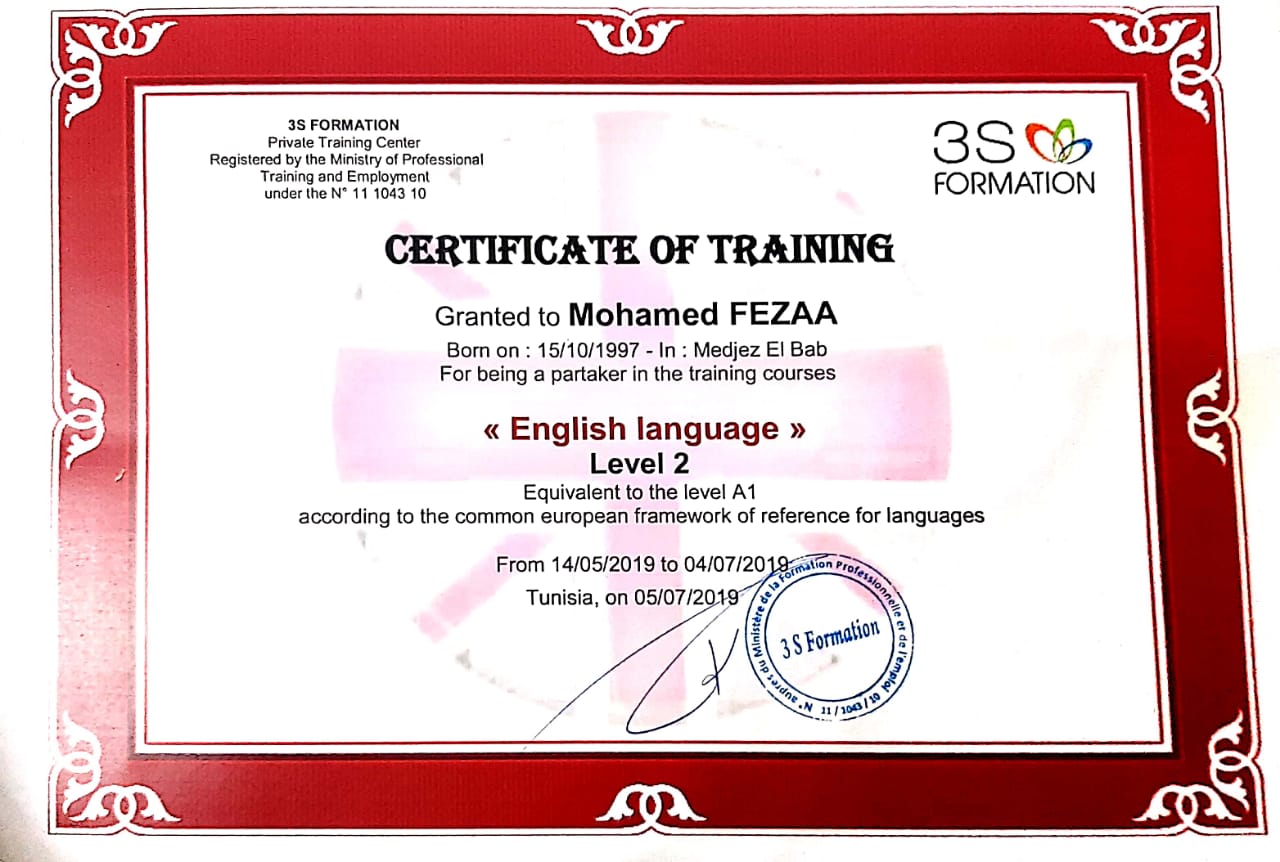 3S FORMATION
Private Training Center
Registered by the Ministry of Professional
Training and Employment
under the N° 11 1043 10
3S
FORMATION
CERTIFICATE OF TRAINING
Granted to Mohamed FEZAA
Born on : 15/10/1997 - In : Medjez El Bab
For being a partaker in the training courses
« English language »
Level 2
Equivalent to the level A1
according to the common european framework of reference for languages
From 14/05/2019 to 04/07/2019
Tunisia, on 05/07/2019
auprès du Ministère de la Formation Professionnelle et de l'emploi
3 S Formation
N° 11 / 1043 / 10